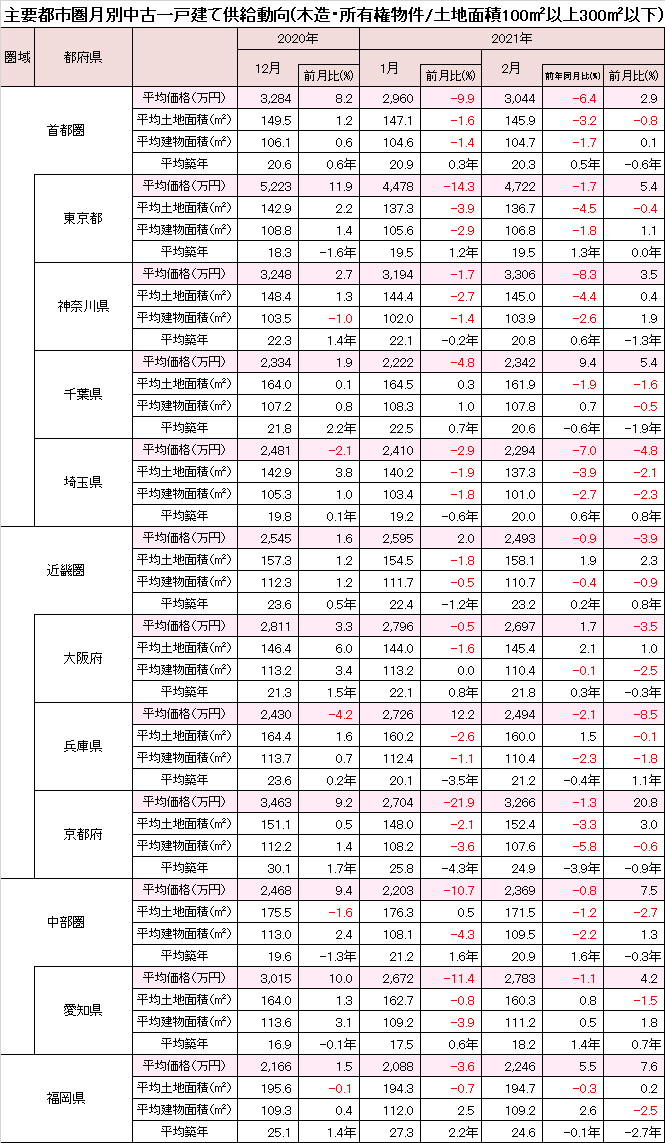 主要都市圏月別中古一戸建て供給動向(木造・所有権物件/土地面積100㎡以上300㎡以下)
圏域 都府県 2020年 2021年
12月 前月比(%) 1月 前月比(%) 2月 前年同月比(%) 前月比(%)
首都圏 平均価格(万円) 3,284 8.2 2,960 -9.9 3,044 -6.4 2.9
平均土地面積(㎡) 149.5 1.2 147.1 -1.6 145.9 -3.2 -0.8
平均建物面積(㎡) 106.1 0.6 104.6 -1.4 104.7 -1.7 0.1
平均築年 20.6 0.6年 20.9 0.3年 20.3 0.5年 -0.6年
東京都 平均価格(万円) 5,223 11.9 4,478 -14.3 4,722 -1.7 5.4
平均土地面積(㎡) 142.9 2.2 137.3 -3.9 136.7 -4.5 -0.4
平均建物面積(㎡) 108.8 1.4 105.6 -2.9 106.8 -1.8 1.1
平均築年 18.3 -1.6年 19.5 1.2年 19.5 1.3年 0.0年
神奈川県 平均価格(万円) 3,248 2.7 3,194 -1.7 3,306 -8.3 3.5
平均土地面積(㎡) 148.4 1.3 144.4 -2.7 145.0 -4.4 0.4
平均建物面積(㎡) 103.5 -1.0 102.0 -1.4 103.9 -2.6 1.9
平均築年 22.3 1.4年 22.1 -0.2年 20.8 0.6年 -1.3年
千葉県 平均価格(万円) 2,334 1.9 2,222 -4.8 2,342 9.4 5.4
平均土地面積(㎡) 164.0 0.1 164.5 0.3 161.9 -1.9 -1.6
平均建物面積(㎡) 107.2 0.8 108.3 1.0 107.8 0.7 -0.5
平均築年 21.8 2.2年 22.5 0.7年 20.6 -0.6年 -1.9年
埼玉県 平均価格(万円) 2,481 -2.1 2,410 -2.9 2,294 -7.0 -4.8
平均土地面積(㎡) 142.9 3.8 140.2 -1.9 137.3 -3.9 -2.1
平均建物面積(㎡) 105.3 1.0 103.4 -1.8 101.0 -2.7 -2.3
平均築年 19.8 0.1年 19.2 -0.6年 20.0 0.6年 0.8年
近畿圏 平均価格(万円) 2,545 1.6 2,595 2.0 2,493 -0.9 -3.9
平均土地面積(㎡) 157.3 1.2 154.5 -1.8 158.1 1.9 2.3
平均建物面積(㎡) 112.3 1.2 111.7 -0.5 110.7 -0.4 -0.9
平均築年 23.6 0.5年 22.4 -1.2年 23.2 0.2年 0.8年
大阪府 平均価格(万円) 2,811 3.3 2,796 -0.5 2,697 1.7 -3.5
平均土地面積(㎡) 146.4 6.0 144.0 -1.6 145.4 2.1 1.0
平均建物面積(㎡) 113.2 3.4 113.2 0.0 110.4 -0.1 -2.5
平均築年 21.3 1.5年 22.1 0.8年 21.8 0.3年 -0.3年
兵庫県 平均価格(万円) 2,430 -4.2 2,726 12.2 2,494 -2.1 -8.5
平均土地面積(㎡) 164.4 1.6 160.2 -2.6 160.0 1.5 -0.1
平均建物面積(㎡) 113.7 0.7 112.4 -1.1 110.4 -2.3 -1.8
平均築年 23.6 0.2年 20.1 -3.5年 21.2 -0.4年 1.1年
京都府 平均価格(万円) 3,463 9.2 2,704 -21.9 3,266 -1.3 20.8
平均土地面積(㎡) 151.1 0.5 148.0 -2.1 152.4 -3.3 3.0
平均建物面積(㎡) 112.2 1.4 108.2 -3.6 107.6 -5.8 -0.6
平均築年 30.1 1.7年 25.8 -4.3年 24.9 -3.9年 -0.9年
中部圏 平均価格(万円) 2,468 9.4 2,203 -10.7 2,369 -0.8 7.5
平均土地面積(㎡) 175.5 -1.6 176.3 0.5 171.5 -1.2 -2.7
平均建物面積(㎡) 113.0 2.4 108.1 -4.3 109.5 -2.2 1.3
平均築年 19.6 -1.3年 21.2 1.6年 20.9 1.6年 -0.3年
愛知県 平均価格(万円) 3,015 10.0 2,672 -11.4 2,783 -1.1 4.2
平均土地面積(㎡) 164.0 1.3 162.7 -0.8 160.3 0.8 -1.5
平均建物面積(㎡) 113.6 3.1 109.2 -3.9 111.2 0.5 1.8
平均築年 16.9 -0.1年 17.5 0.6年 18.2 1.4年 0.7年
福岡県 平均価格(万円) 2,166 1.5 2,088 -3.6 2,246 5.5 7.6
平均土地面積(㎡) 195.6 -0.1 194.3 -0.7 194.7 -0.3 0.2
平均建物面積(㎡) 109.3 0.4 112.0 2.5 109.2 2.6 -2.5
平均築年 25.1 1.4年 27.3 2.2年 24.6 -0.1年 -2.7年